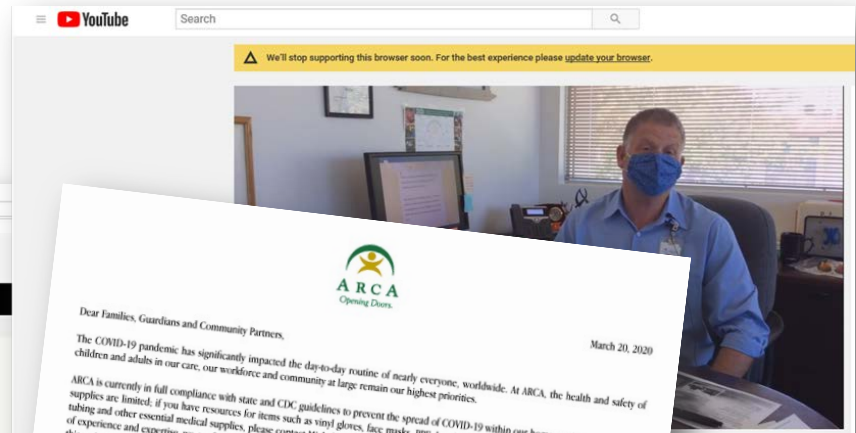 YouTube
Search
We'll stop supporting this browser soon. For the best experience please update your browser.
ARCA
Opening Doors.
March 20, 2020
Dear Families, Guardians and Community Partners,
The COVID-19 pandemic has significantly impacted the day-to-day routine of nearly everyone, worldwide. At ARCA, the health and safety of
children and adults in our care, our workforce and community at large remain our highest priorities.
ARCA is currently in full compliance with state and CDC guidelines to prevent the spread of COVID-19 within our
supplies are limited; if you have resources for items such as vinyl gloves, face masks,
tubing and other essential medical supplies, please
of experience and